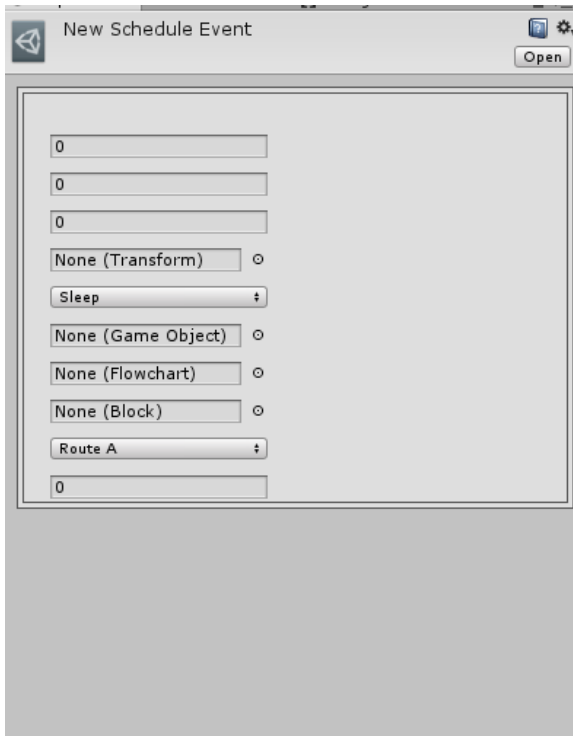 New Schedule Event
Open
0
0
0
None (Transform)
Sleep
None (Game Object)
None (Flowchart)
None (Block)
Route A
0